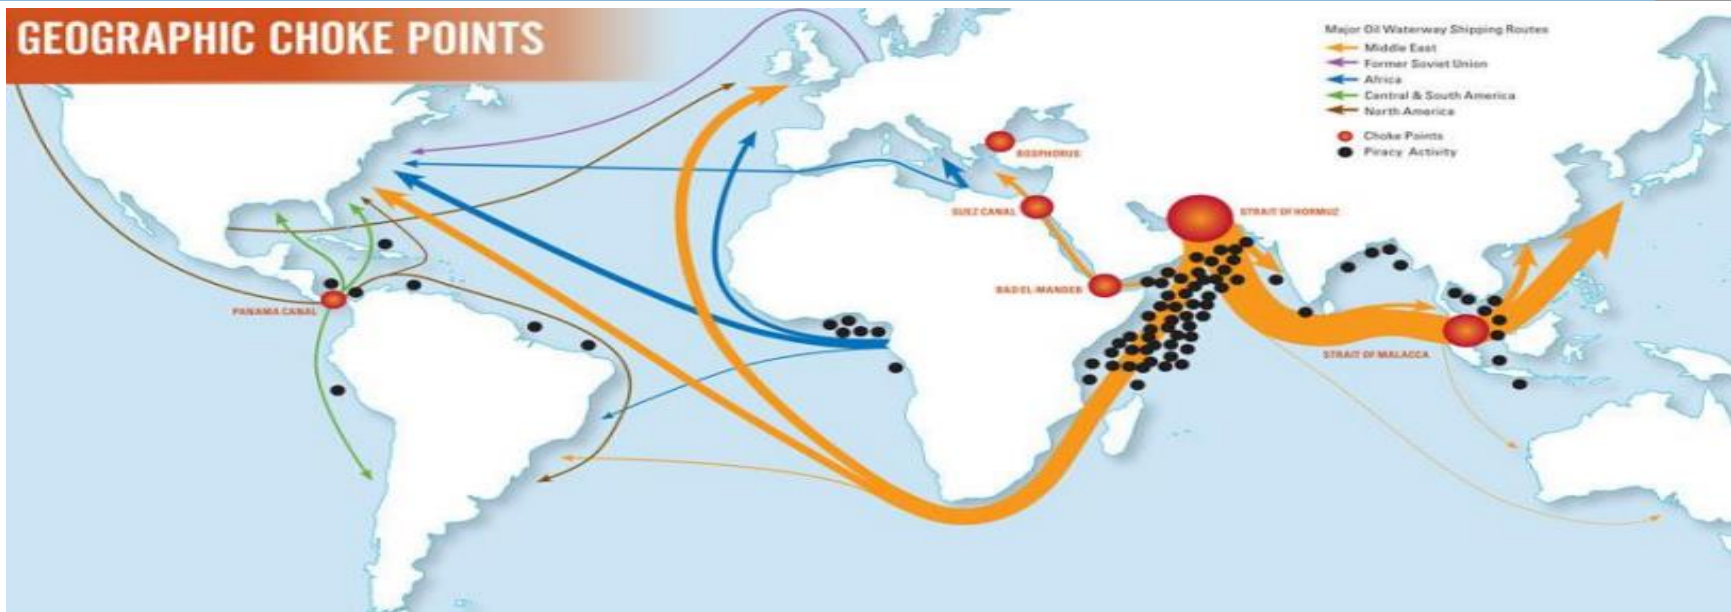 GEOGRAPHIC CHOKE POINTS
Major Oil Waterway Shipping Routes
Middle East
Former Soviet Union
Africa
Central & South America
North America
Choke Points
Piracy Activity
BOSPHORUS
SUEZ CANAL
STRAIT OF HORMUZ
BAD EL-MANDEB
PANAMA CANAL
STRAIT OF MALACCA